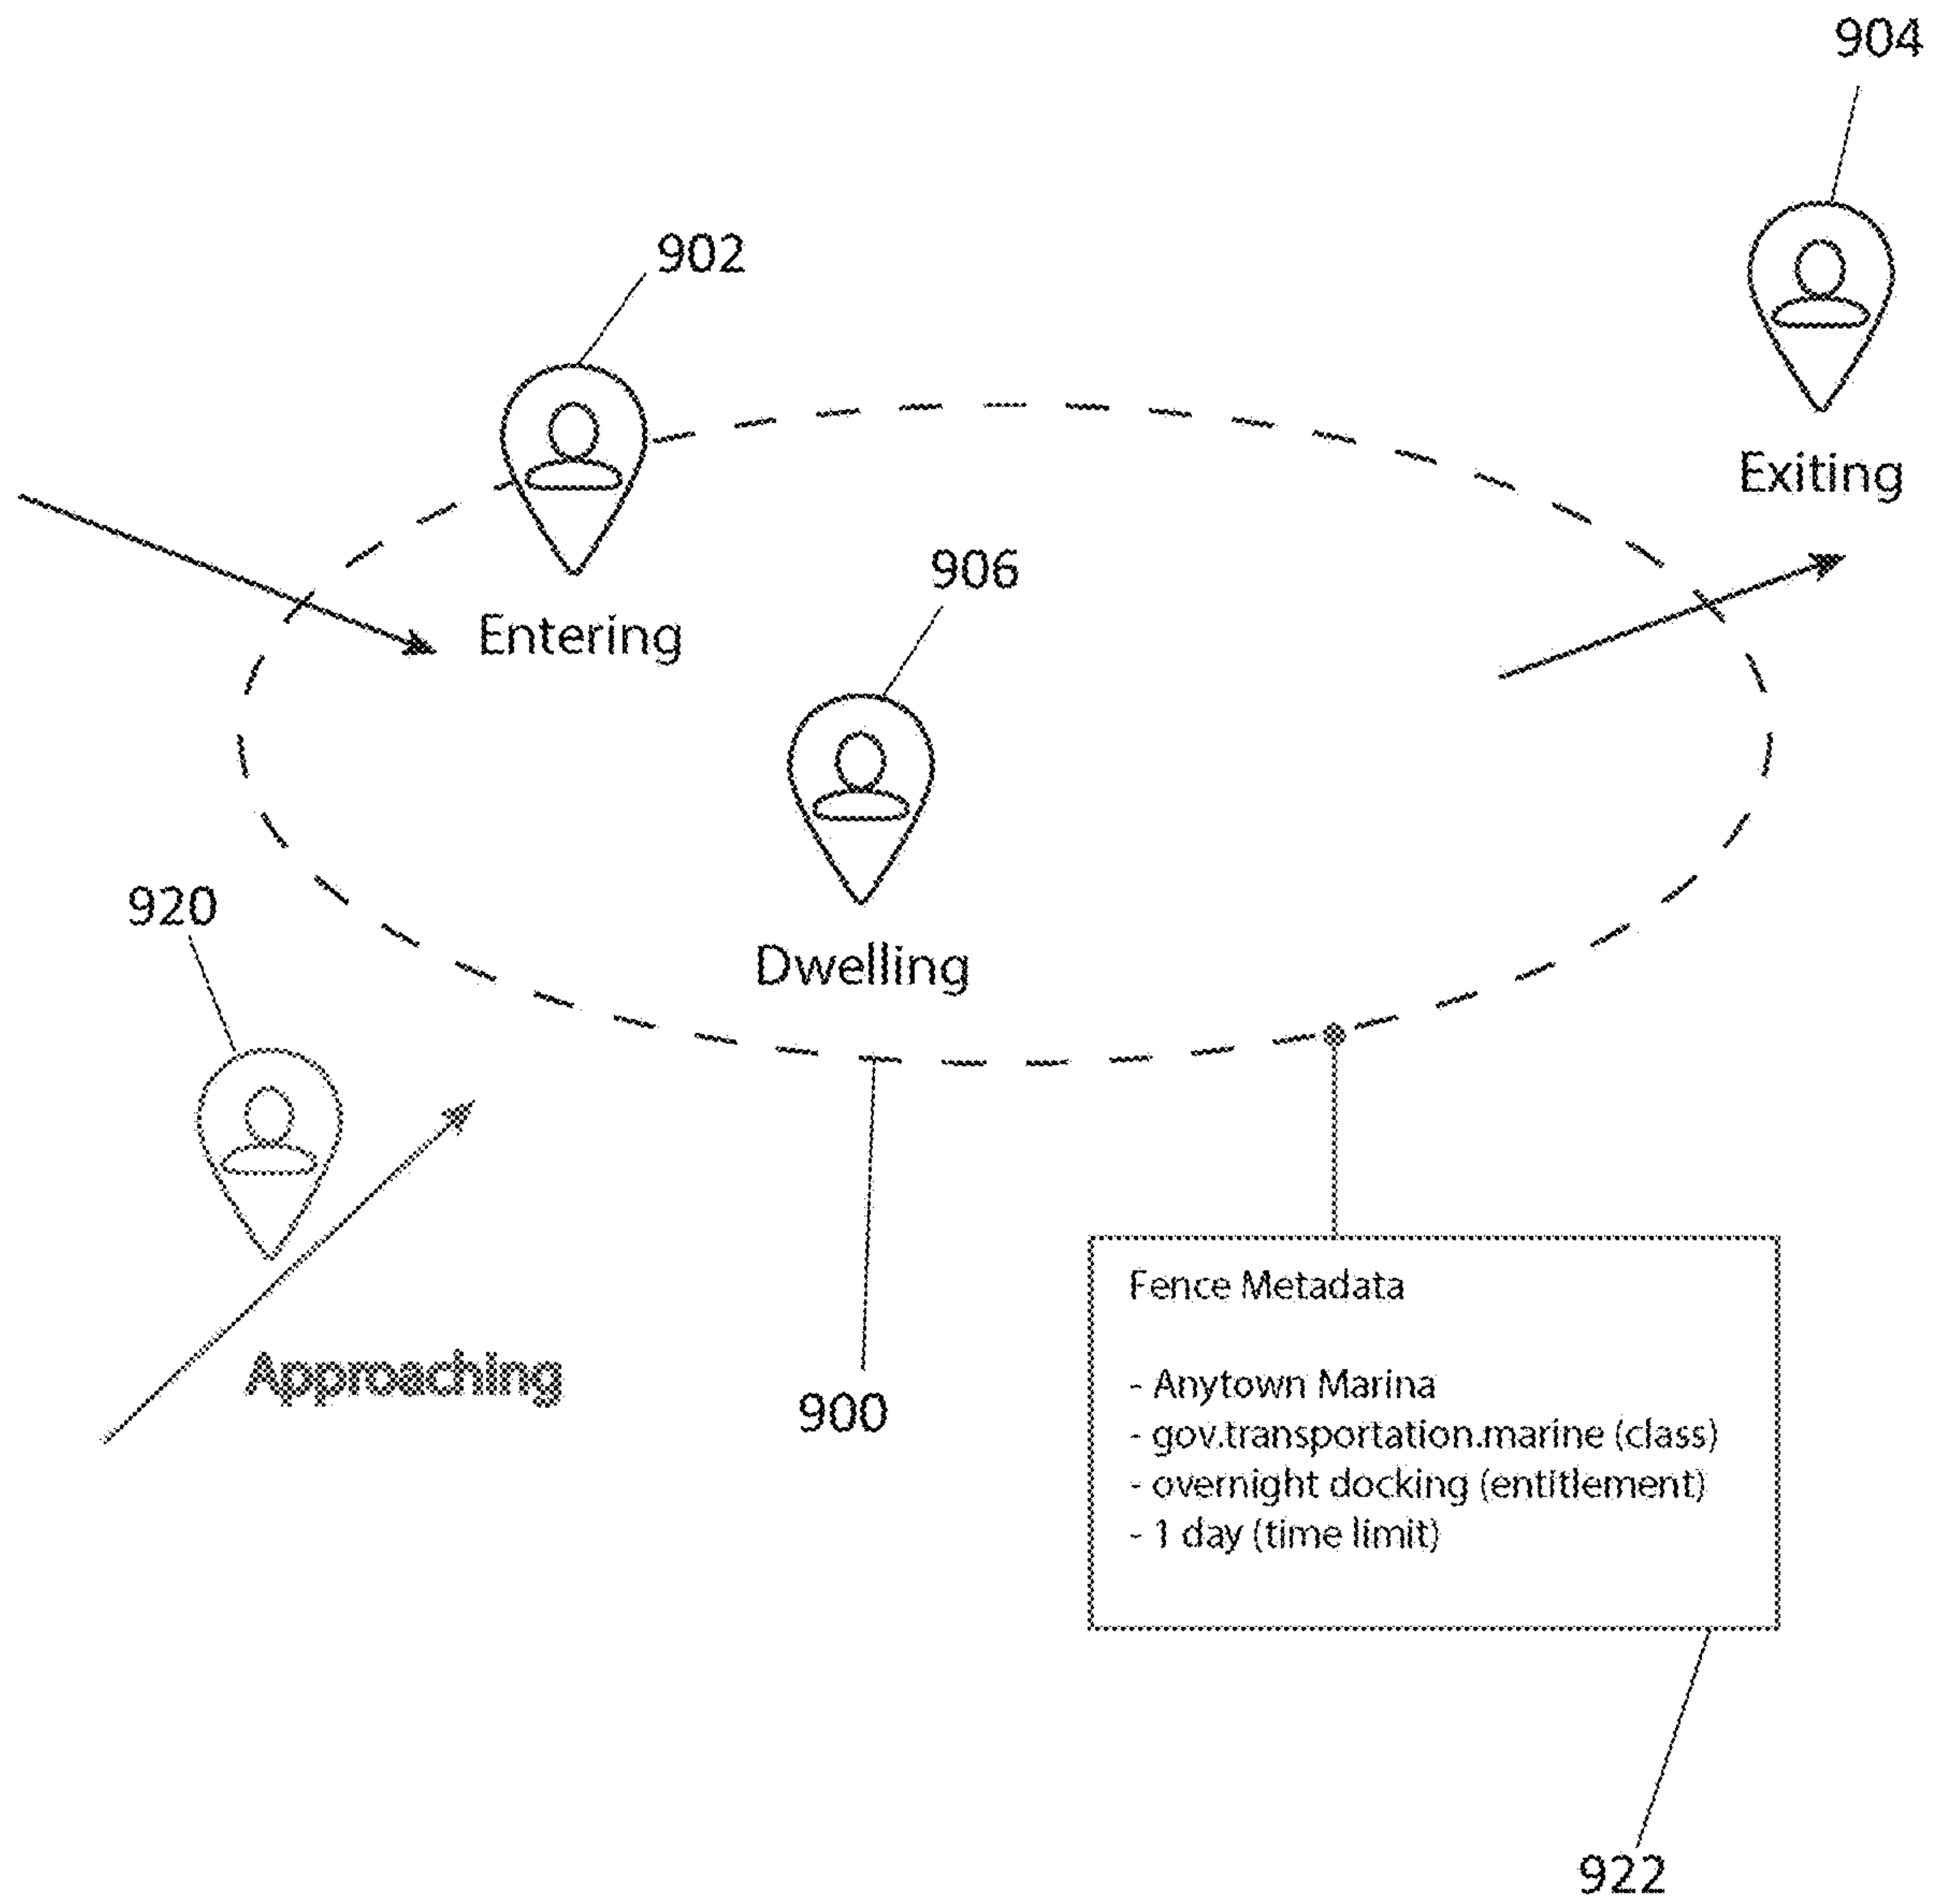 904
902
Exiting
906
Entering
920
Dwelling
Approaching
900
Fence Metadata
- Anytown Marina
- gov.transportation.marine (class)
- overnight docking (entitlement)
- 1 day (time limit)
922